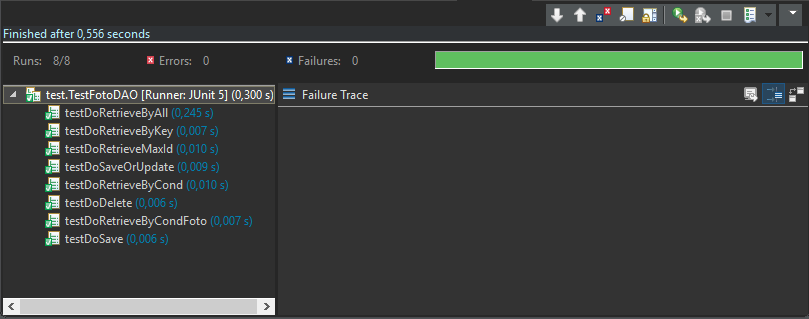 Finished after 0,556 seconds
Runs: 8/8 Errors: 0 Failures: 0
test.TestFotoDAO [Runner: JUnit 5] (0,300 s)
testDoRetrieveByAll (0,245 s)
testDoRetrieveByKey (0,007 s)
testDoRetrieveMaxId (0,010 s)
testDoSaveOrUpdate (0,009 s)
testDoRetrieveByCond (0,010 s)
testDoDelete (0,006 s)
testDoRetrieveByCondFoto (0,007 s)
testDoSave (0,006 s)
Failure Trace